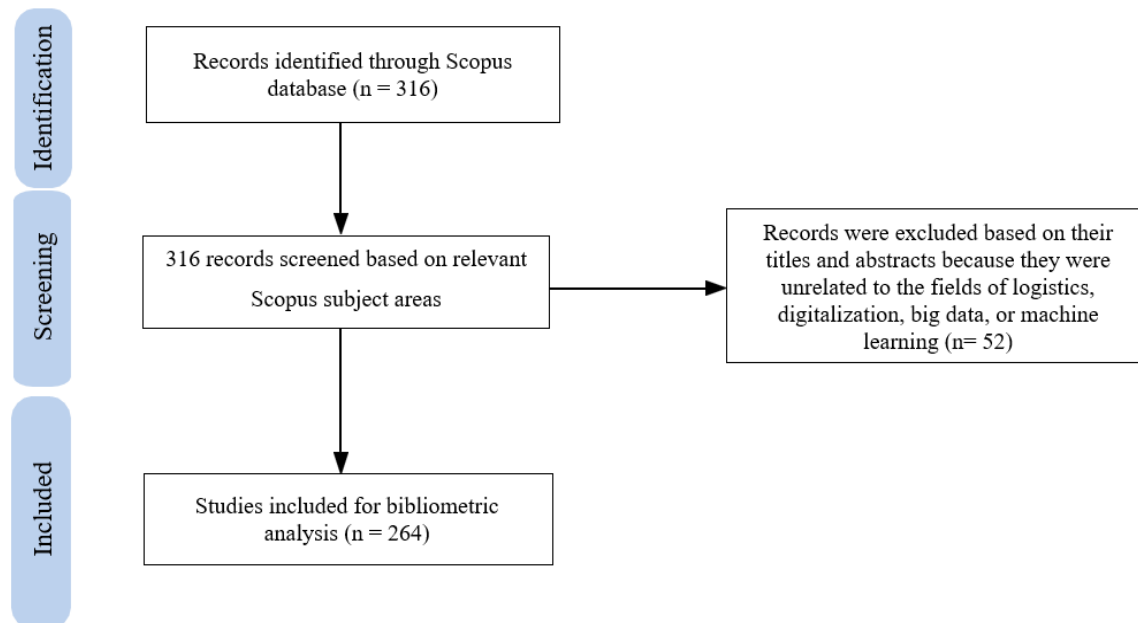 Identification
Records identified through Scopus
database (n = 316)
Screening
316 records screened based on relevant
Scopus subject areas
Records were excluded based on their
titles and abstracts because they were
unrelated to the fields of logistics,
digitalization, big data, or machine
learning (n= 52)
Included
Studies included for bibliometric
analysis (n = 264)